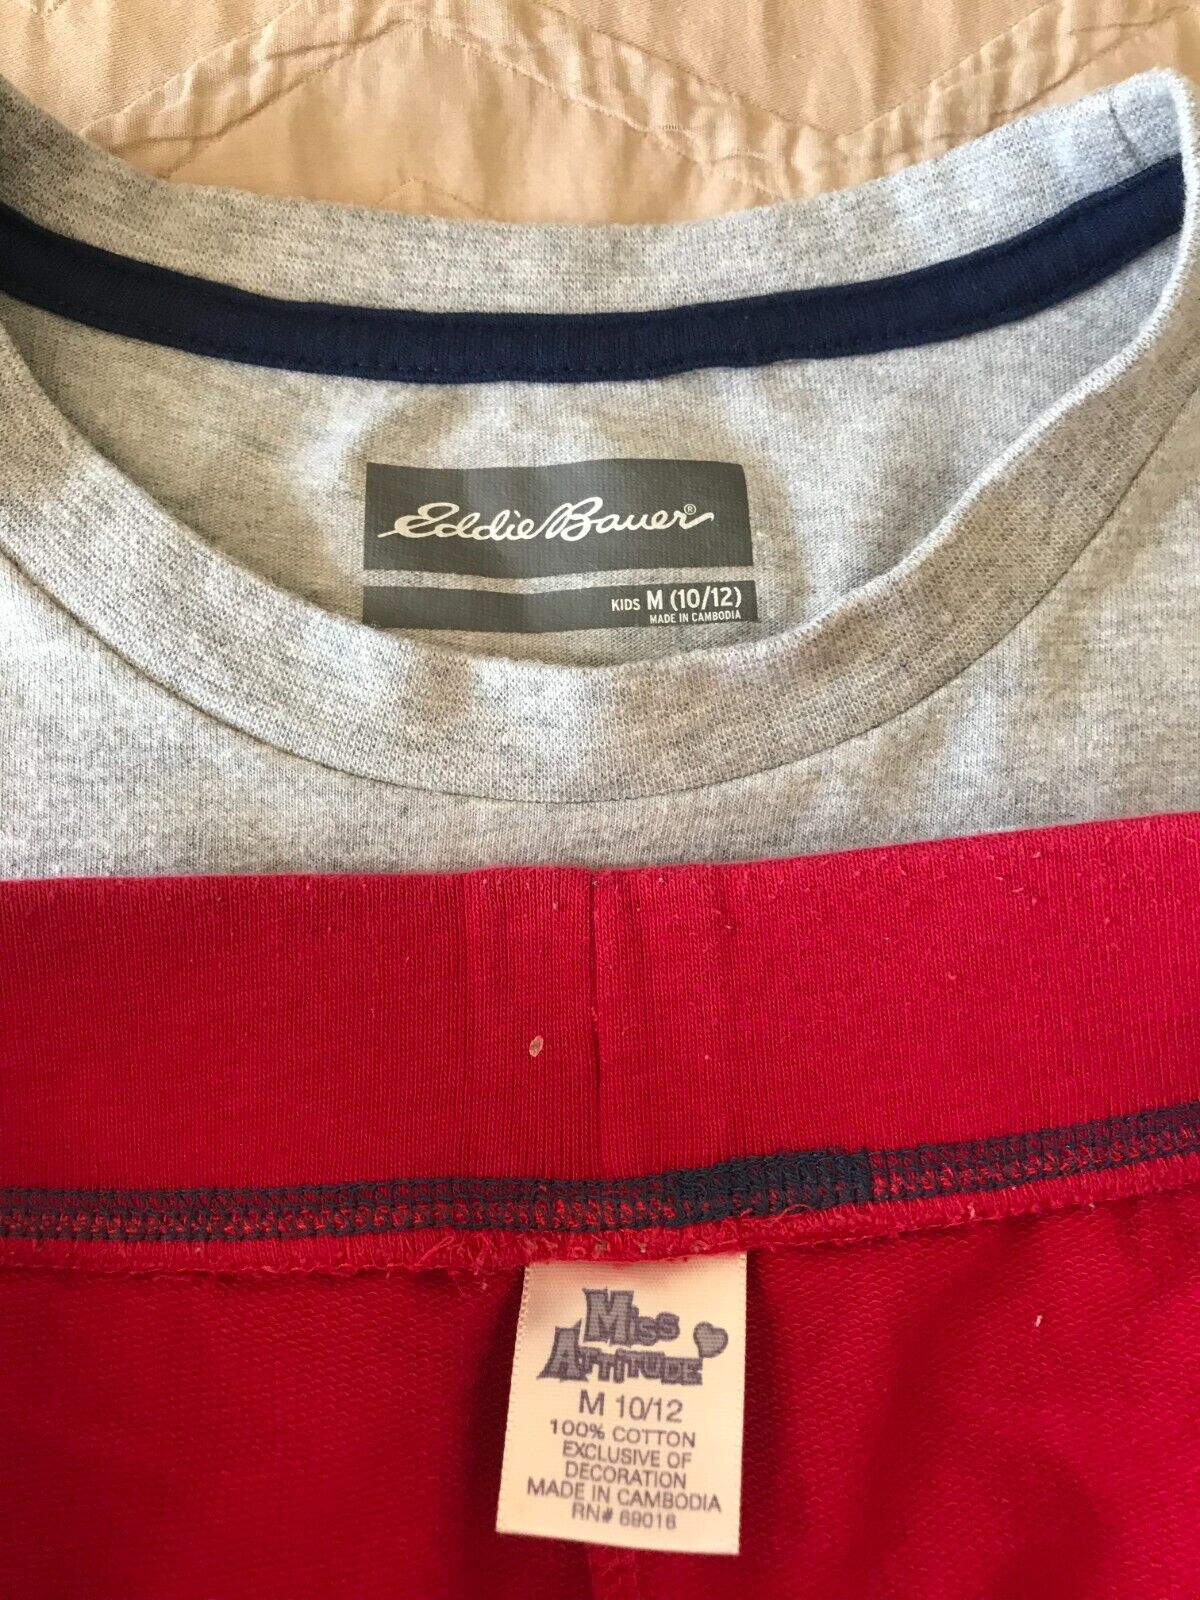 Eddie Bauer®
KIDS M (10/12)
MADE IN CAMBODIA
MISS
ATTITUDE
M 10/12
100% COTTON
EXCLUSIVE OF
DECORATION
MADE IN CAMBODIA
RN# 69016